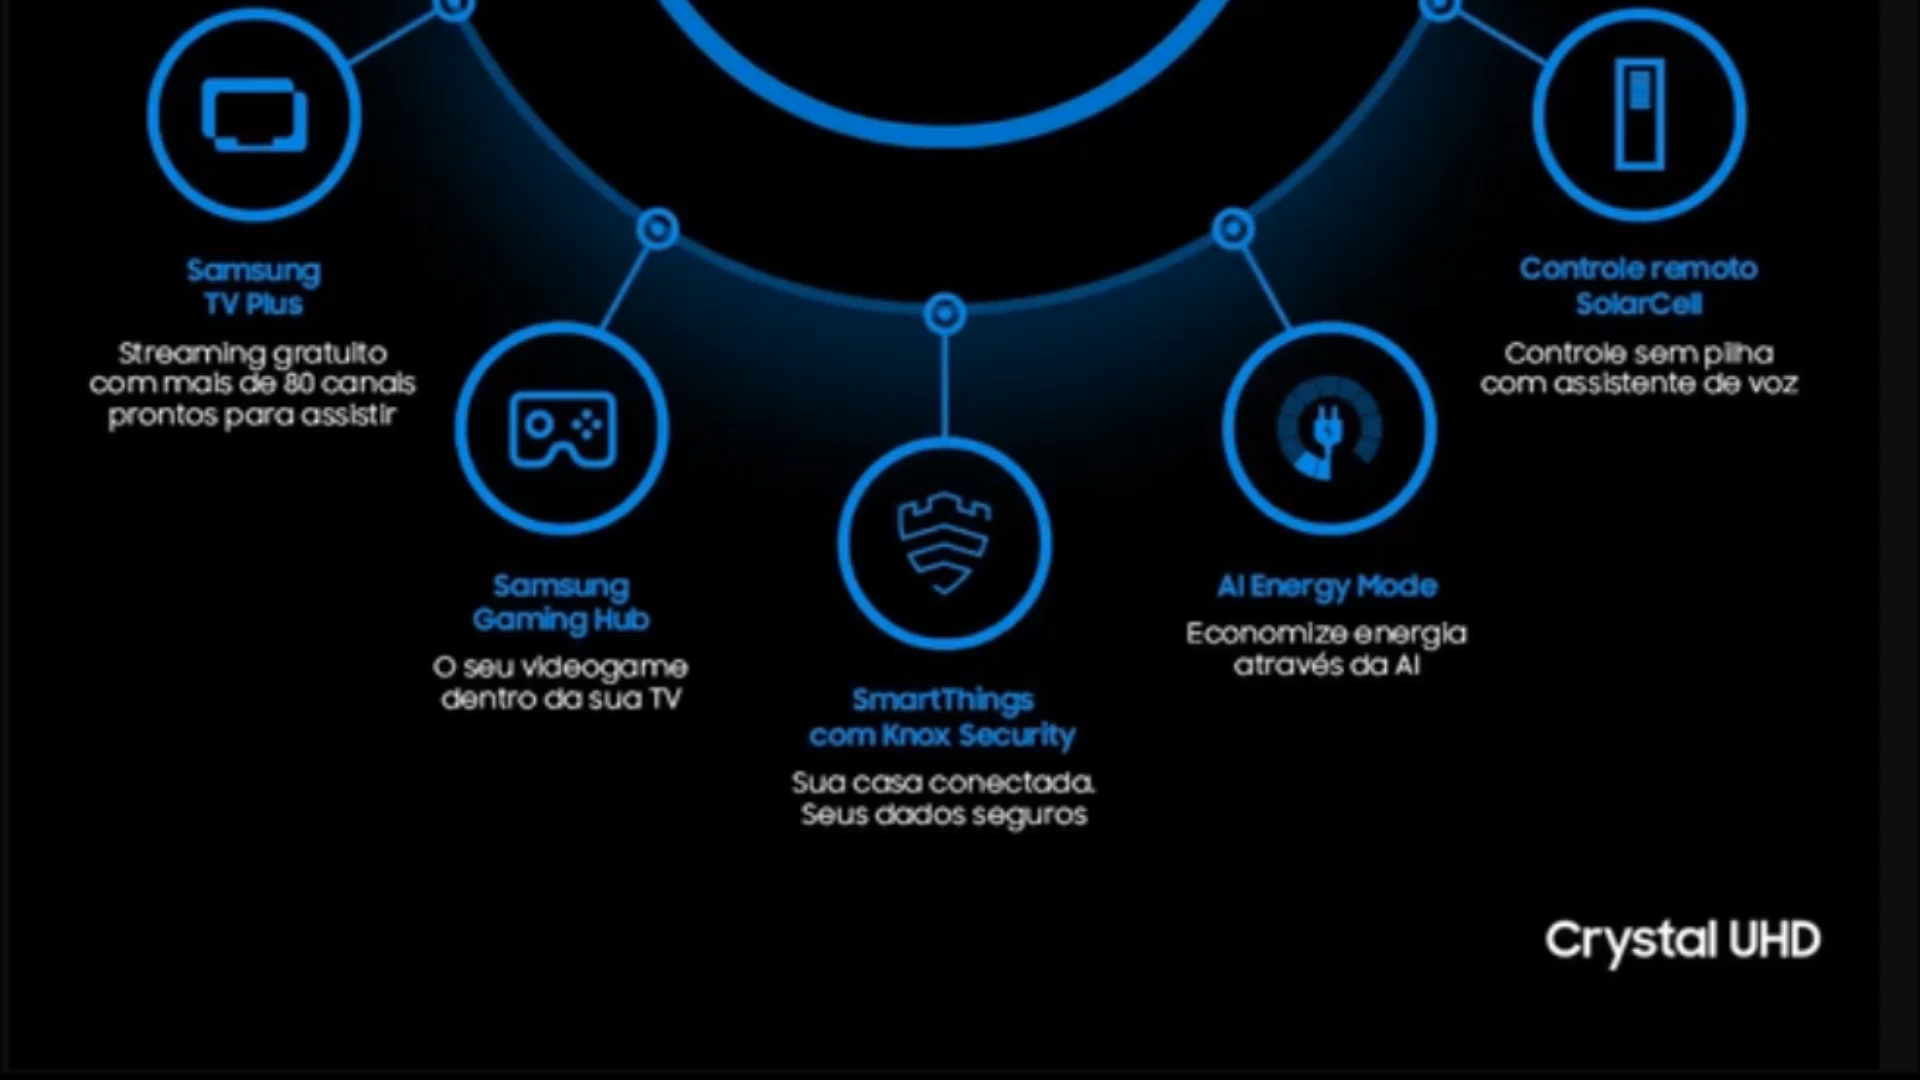 Samsung
TV Plus
Streaming gratuito
com mais de 80 canais
prontos para assistir
Samsung
Gaming Hub
O seu videogame
dentro da sua TV
SmartThings
com Knox Security
Sua casa conectada.
Seus dados seguros
AI Energy Mode
Economize energia
através da AI
Controle remoto
SolarCell
Controle sem pilha
com assistente de voz
Crystal UHD